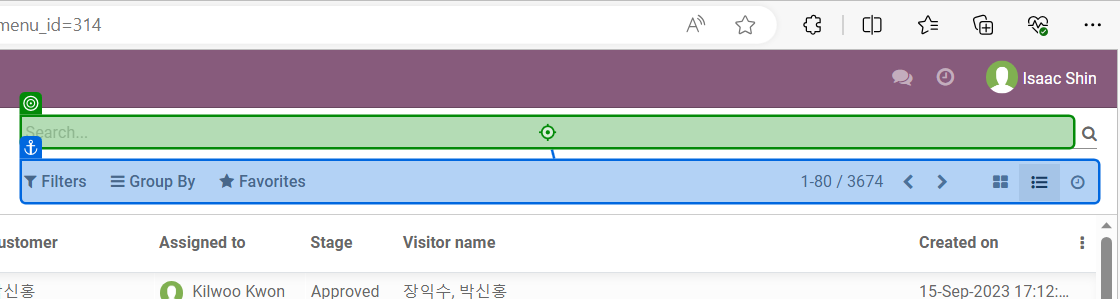 menu_id=314
Isaac Shin
Search...
Filters Group By Favorites 1-80 / 3674
ustomer Assigned to Stage Visitor name Created on
신홍 Kilwoo Kwon Approved 장익수, 박신홍 15-Sep-2023 17:12:...